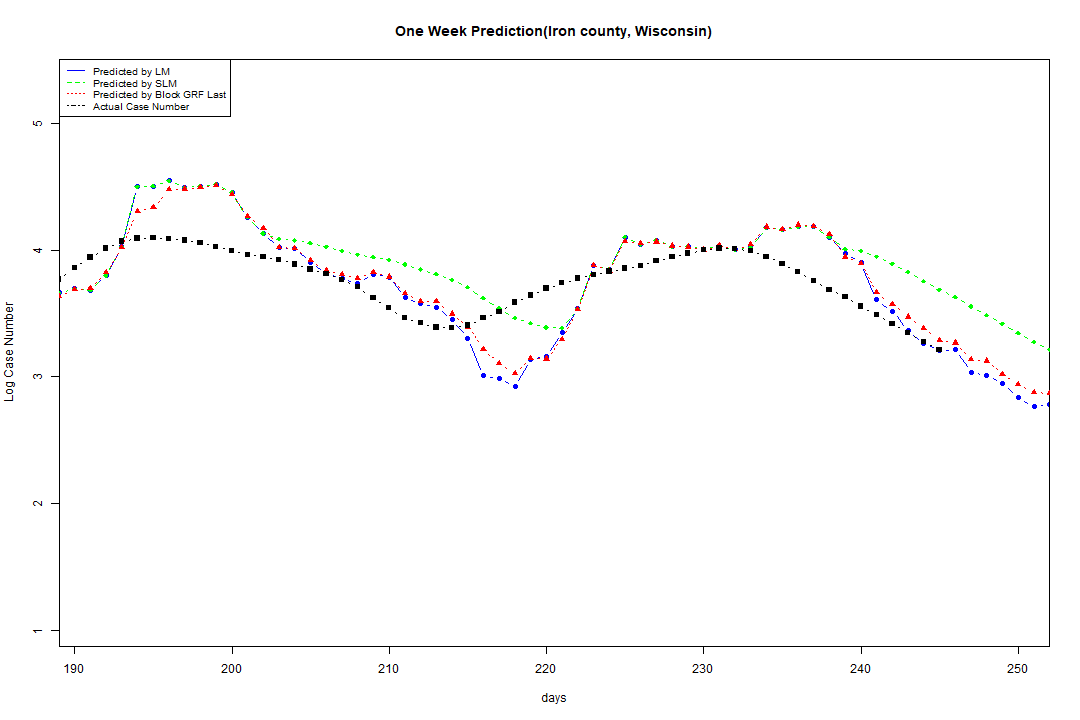 One Week Prediction(Iron county, Wisconsin)
Predicted by LM
Predicted by SLM
Predicted by Block GRF Last
Actual Case Number
5
4
3
2
1
Log Case Number
190 200 210 220 230 240 250
days